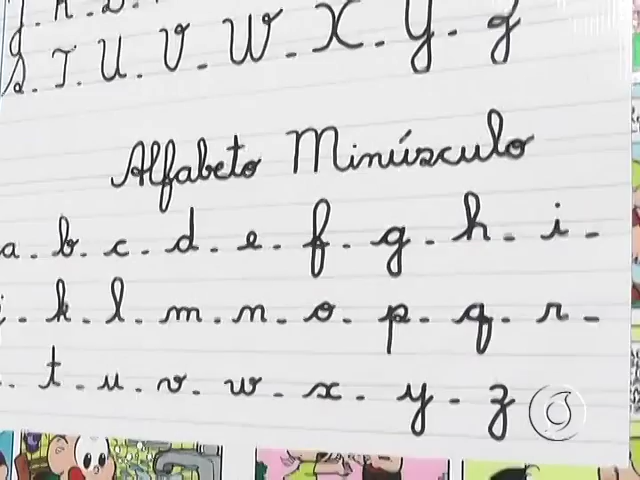 S. T. U. V. W. X. Y. Z
Alfabeto Minúsculo
a. b. c. d. e. f. g. h. i.
k. l. m. n. o. p. q. r.
t. u. v. w. x. y. z